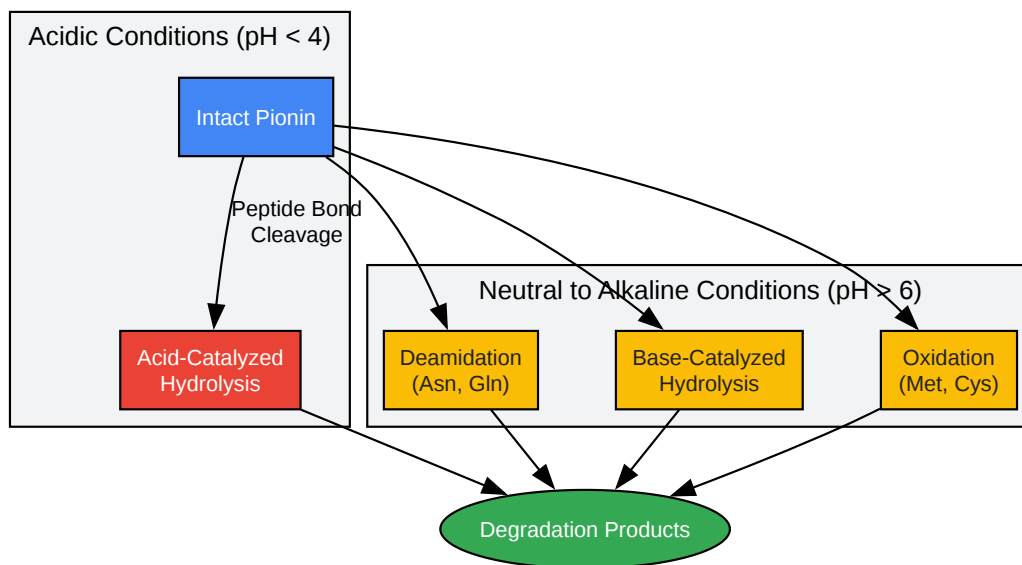 Acidic Conditions (pH < 4)
Intact Pionin
Peptide Bond
Cleavage
Neutral to Alkaline Conditions (pH > 6)
Acid-Catalyzed
Hydrolysis
Deamidation
(Asn, Gln)
Base-Catalyzed
Hydrolysis
Oxidation
(Met, Cys)
Degradation Products